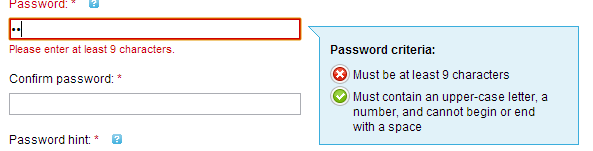 Password: *
Please enter at least 9 characters.
Confirm password: *
Password hint: *
Password criteria:
Must be at least 9 characters
Must contain an upper-case letter, a
number, and cannot begin or end
with a space